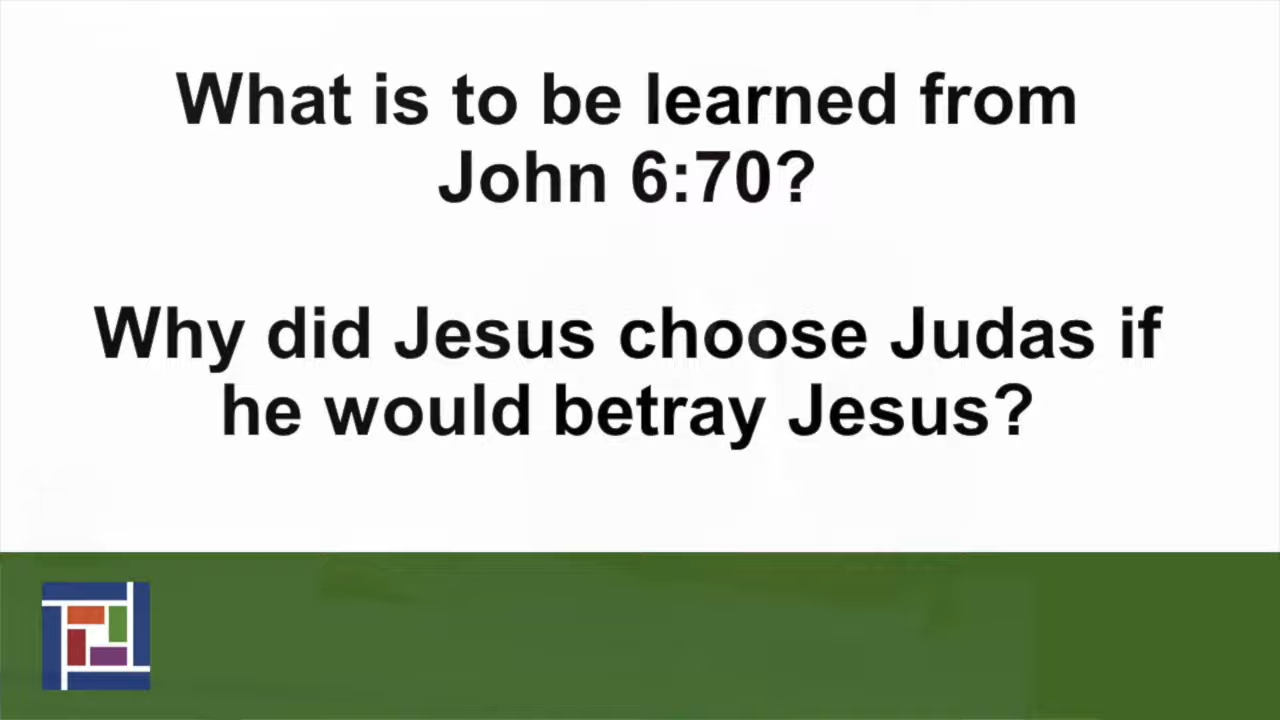 What is to be learned from
John 6:70?
Why did Jesus choose Judas if
he would betray Jesus?